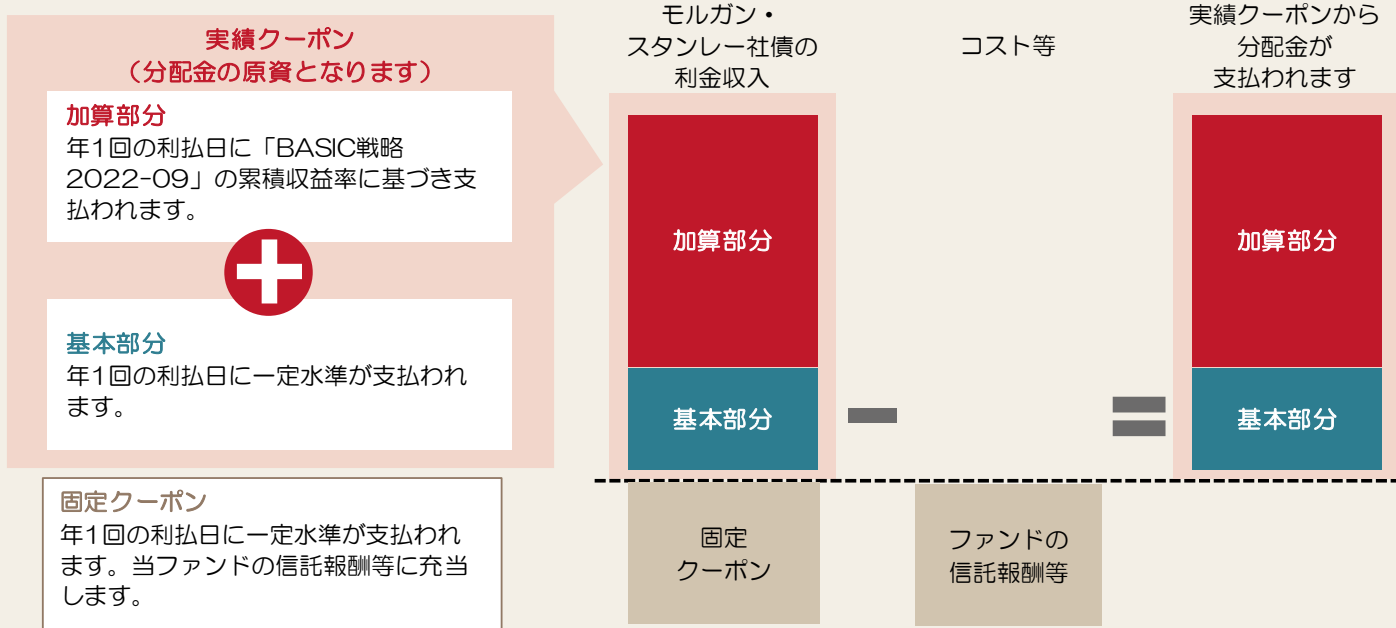 実績クーポン
(分配金の原資となります)
加算部分
年1回の利払日に「BASIC戦略
2022-09」の累積収益率に基づき支
払われます。
基本部分
年1回の利払日に一定水準が支払われ
ます。
固定クーポン
年1回の利払日に一定水準が支払われ
ます。当ファンドの信託報酬等に充当
します。
モルガン・
スタンレー社債の
利金収入
加算部分
基本部分
固定
クーポン
コスト等
ファンドの
信託報酬等
実績クーポンから
分配金が
支払われます
加算部分
基本部分